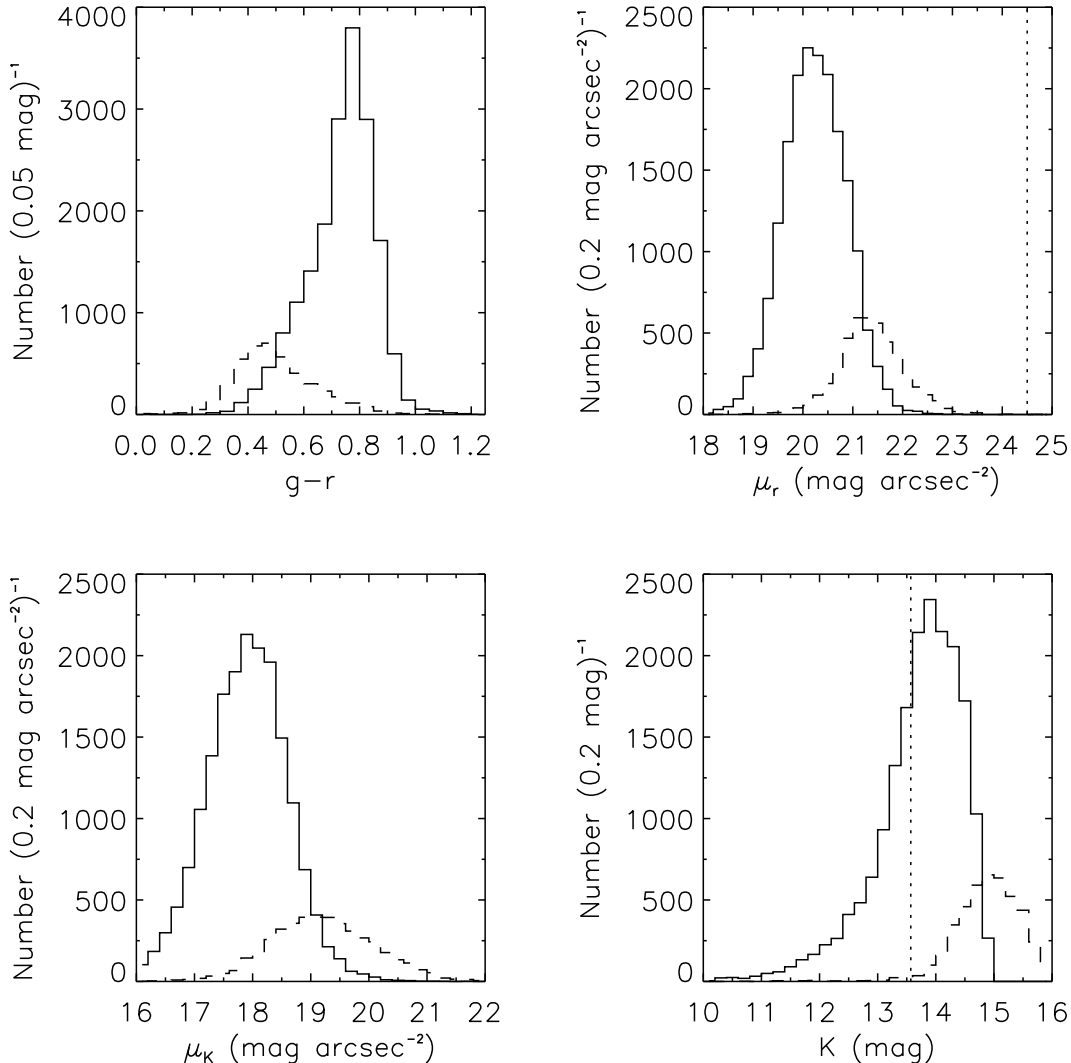 4000
3000
2000
1000
0
Number (0.05 mag)⁻¹
0.0 0.2 0.4 0.6 0.8 1.0 1.2
g−r
2500
2000
1500
1000
500
0
Number (0.2 mag arcsec⁻²)⁻¹
18 19 20 21 22 23 24 25
μᵣ (mag arcsec⁻²)
2500
2000
1500
1000
500
0
Number (0.2 mag arcsec⁻²)⁻¹
16 17 18 19 20 21 22
μ_K (mag arcsec⁻²)
2500
2000
1500
1000
500
0
Number (0.2 mag)⁻¹
10 11 12 13 14 15 16
K (mag)